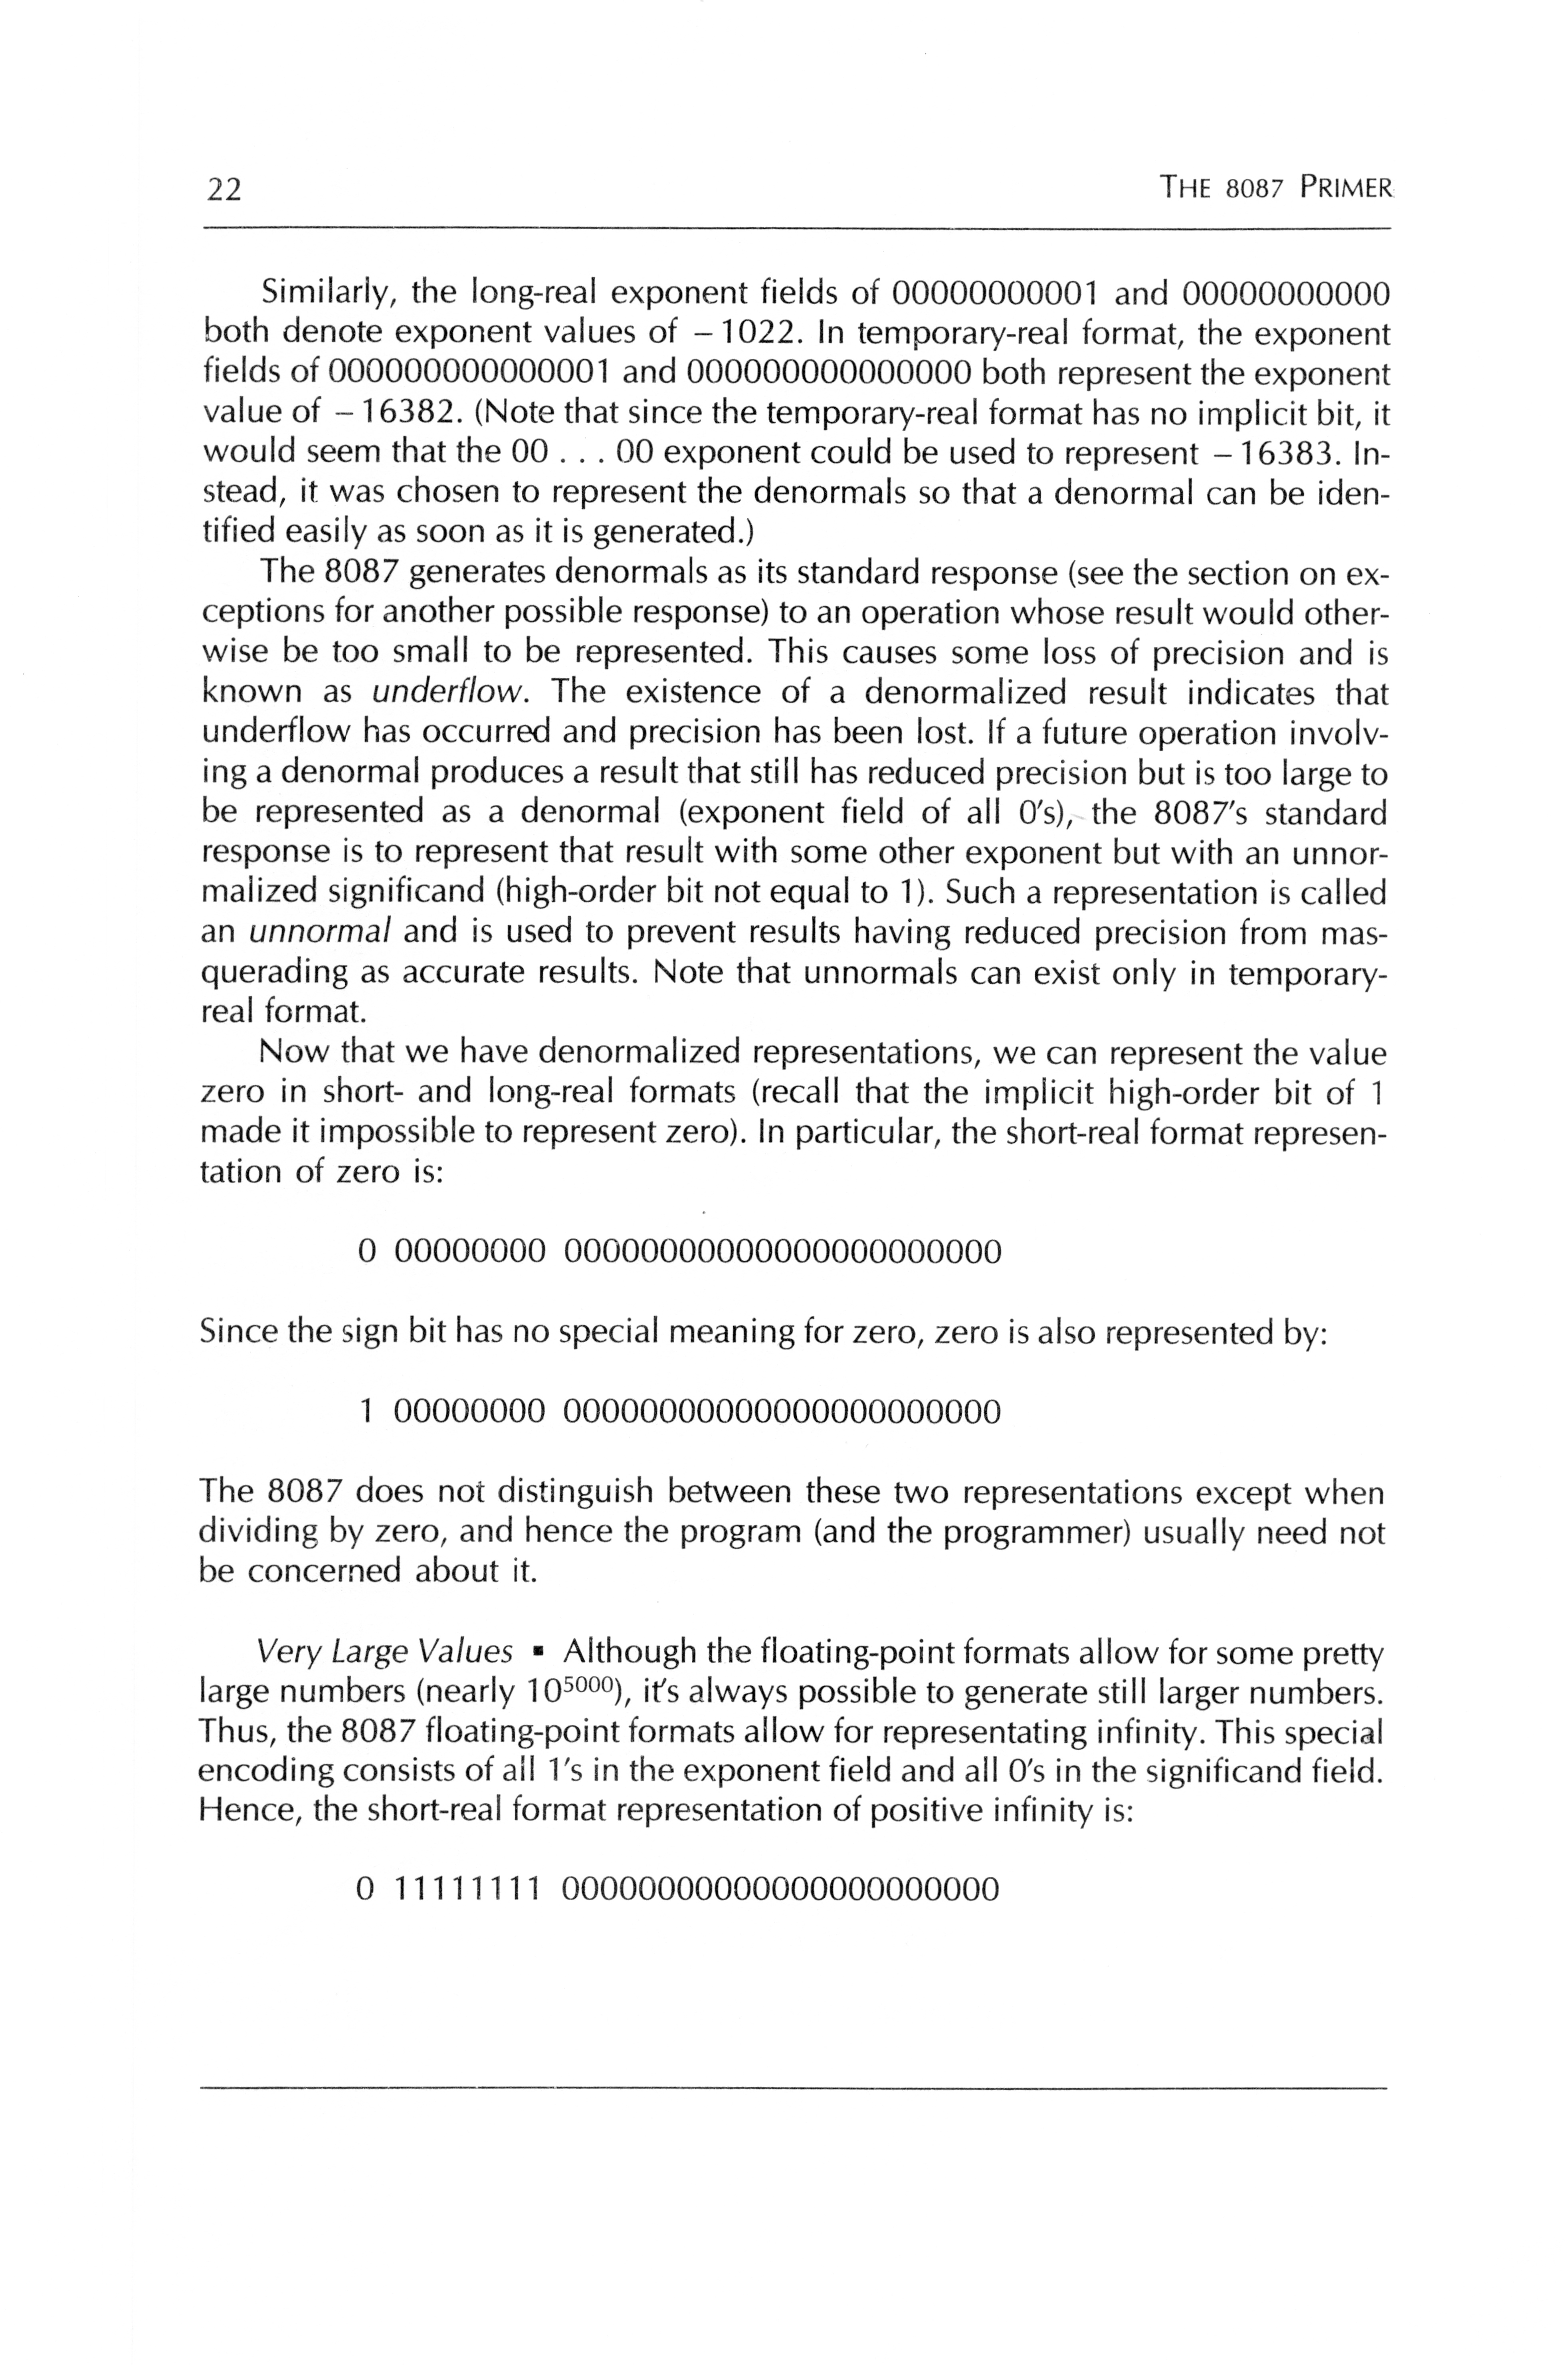 22 THE 8087 PRIMER
Similarly, the long-real exponent fields of 00000000001 and 00000000000
both denote exponent values of – 1022. In temporary-real format, the exponent
fields of 000000000000001 and 000000000000000 both represent the exponent
value of – 16382. (Note that since the temporary-real format has no implicit bit, it
would seem that the 00 . . . 00 exponent could be used to represent – 16383. In-
stead, it was chosen to represent the denormals so that a denormal can be iden-
tified easily as soon as it is generated.)
The 8087 generates denormals as its standard response (see the section on ex-
ceptions for another possible response) to an operation whose result would other-
wise be too small to be represented. This causes some loss of precision and is
known as underflow. The existence of a denormalized result indicates that
underflow has occurred and precision has been lost. If a future operation involv-
ing a denormal produces a result that still has reduced precision but is too large to
be represented as a denormal (exponent field of all 0's), the 8087's standard
response is to represent that result with some other exponent but with an unnor-
malized significand (high-order bit not equal to 1). Such a representation is called
an unnormal and is used to prevent results having reduced precision from mas-
querading as accurate results. Note that unnormals can exist only in temporary-
real format.
Now that we have denormalized representations, we can represent the value
zero in short- and long-real formats (recall that the implicit high-order bit of 1
made it impossible to represent zero). In particular, the short-real format represen-
tation of zero is:
0 00000000 00000000000000000000000
Since the sign bit has no special meaning for zero, zero is also represented by:
1 00000000 00000000000000000000000
The 8087 does not distinguish between these two representations except when
dividing by zero, and hence the program (and the programmer) usually need not
be concerned about it.
Very Large Values ▪ Although the floating-point formats allow for some pretty
large numbers (nearly 10⁵⁰⁰⁰), it's always possible to generate still larger numbers.
Thus, the 8087 floating-point formats allow for representating infinity. This special
encoding consists of all 1's in the exponent field and all 0's in the significand field.
Hence, the short-real format representation of positive infinity is:
0 11111111 00000000000000000000000